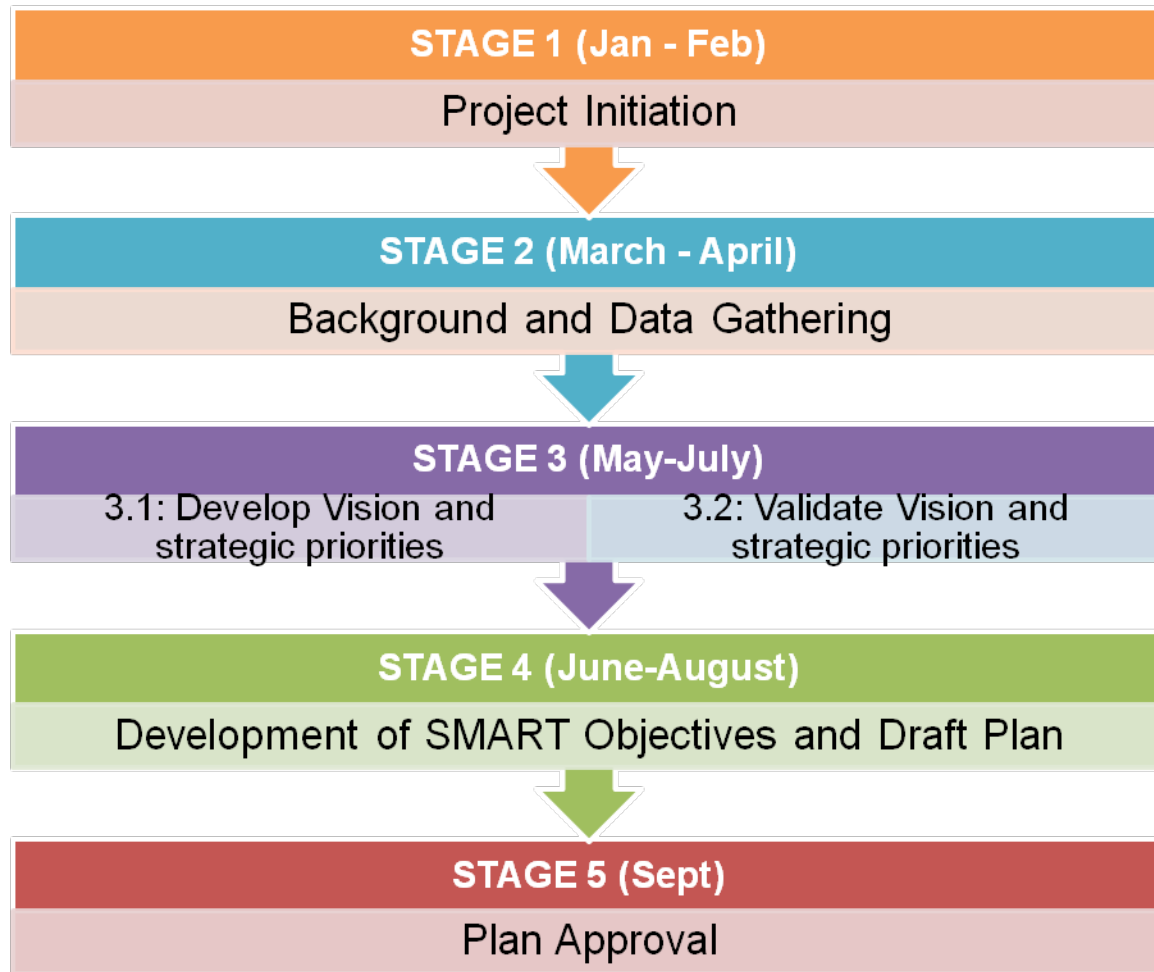 STAGE 1 (Jan - Feb)
Project Initiation
STAGE 2 (March - April)
Background and Data Gathering
STAGE 3 (May-July)
3.1: Develop Vision and
strategic priorities
3.2: Validate Vision and
strategic priorities
STAGE 4 (June-August)
Development of SMART Objectives and Draft Plan
STAGE 5 (Sept)
Plan Approval